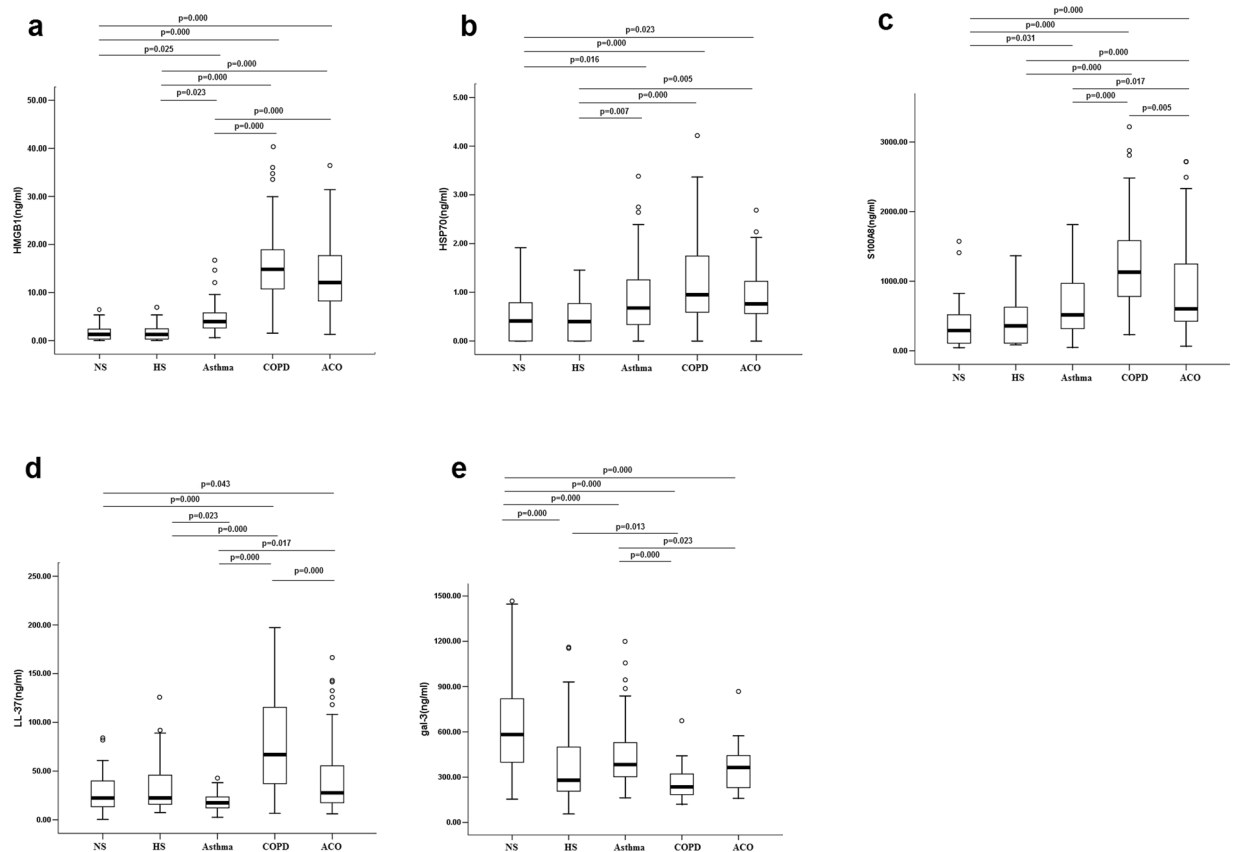 a
p=0.000
p=0.000
p=0.025
p=0.000
p=0.000
p=0.023
p=0.000
p=0.000
50.00
40.00
30.00
20.00
10.00
0.00
HMGB1(ng/ml)
NS HS Asthma COPD ACO
b
p=0.023
p=0.000
p=0.016
p=0.005
p=0.000
p=0.007
5.00
4.00
3.00
2.00
1.00
0.00
HSP70(ng/ml)
NS HS Asthma COPD ACO
c
p=0.000
p=0.000
p=0.031
p=0.000
p=0.000
p=0.017
p=0.000
p=0.005
3000.00
2000.00
1000.00
0.00
S100A8(ng/ml)
NS HS Asthma COPD ACO
d
p=0.043
p=0.000
p=0.023
p=0.000
p=0.017
p=0.000
p=0.000
250.00
200.00
150.00
100.00
50.00
0.00
LL-37(ng/ml)
NS HS Asthma COPD ACO
e
p=0.000
p=0.000
p=0.000
p=0.000
p=0.013
p=0.023
p=0.000
1500.00
1200.00
900.00
600.00
300.00
0.00
gal-3(ng/ml)
NS HS Asthma COPD ACO